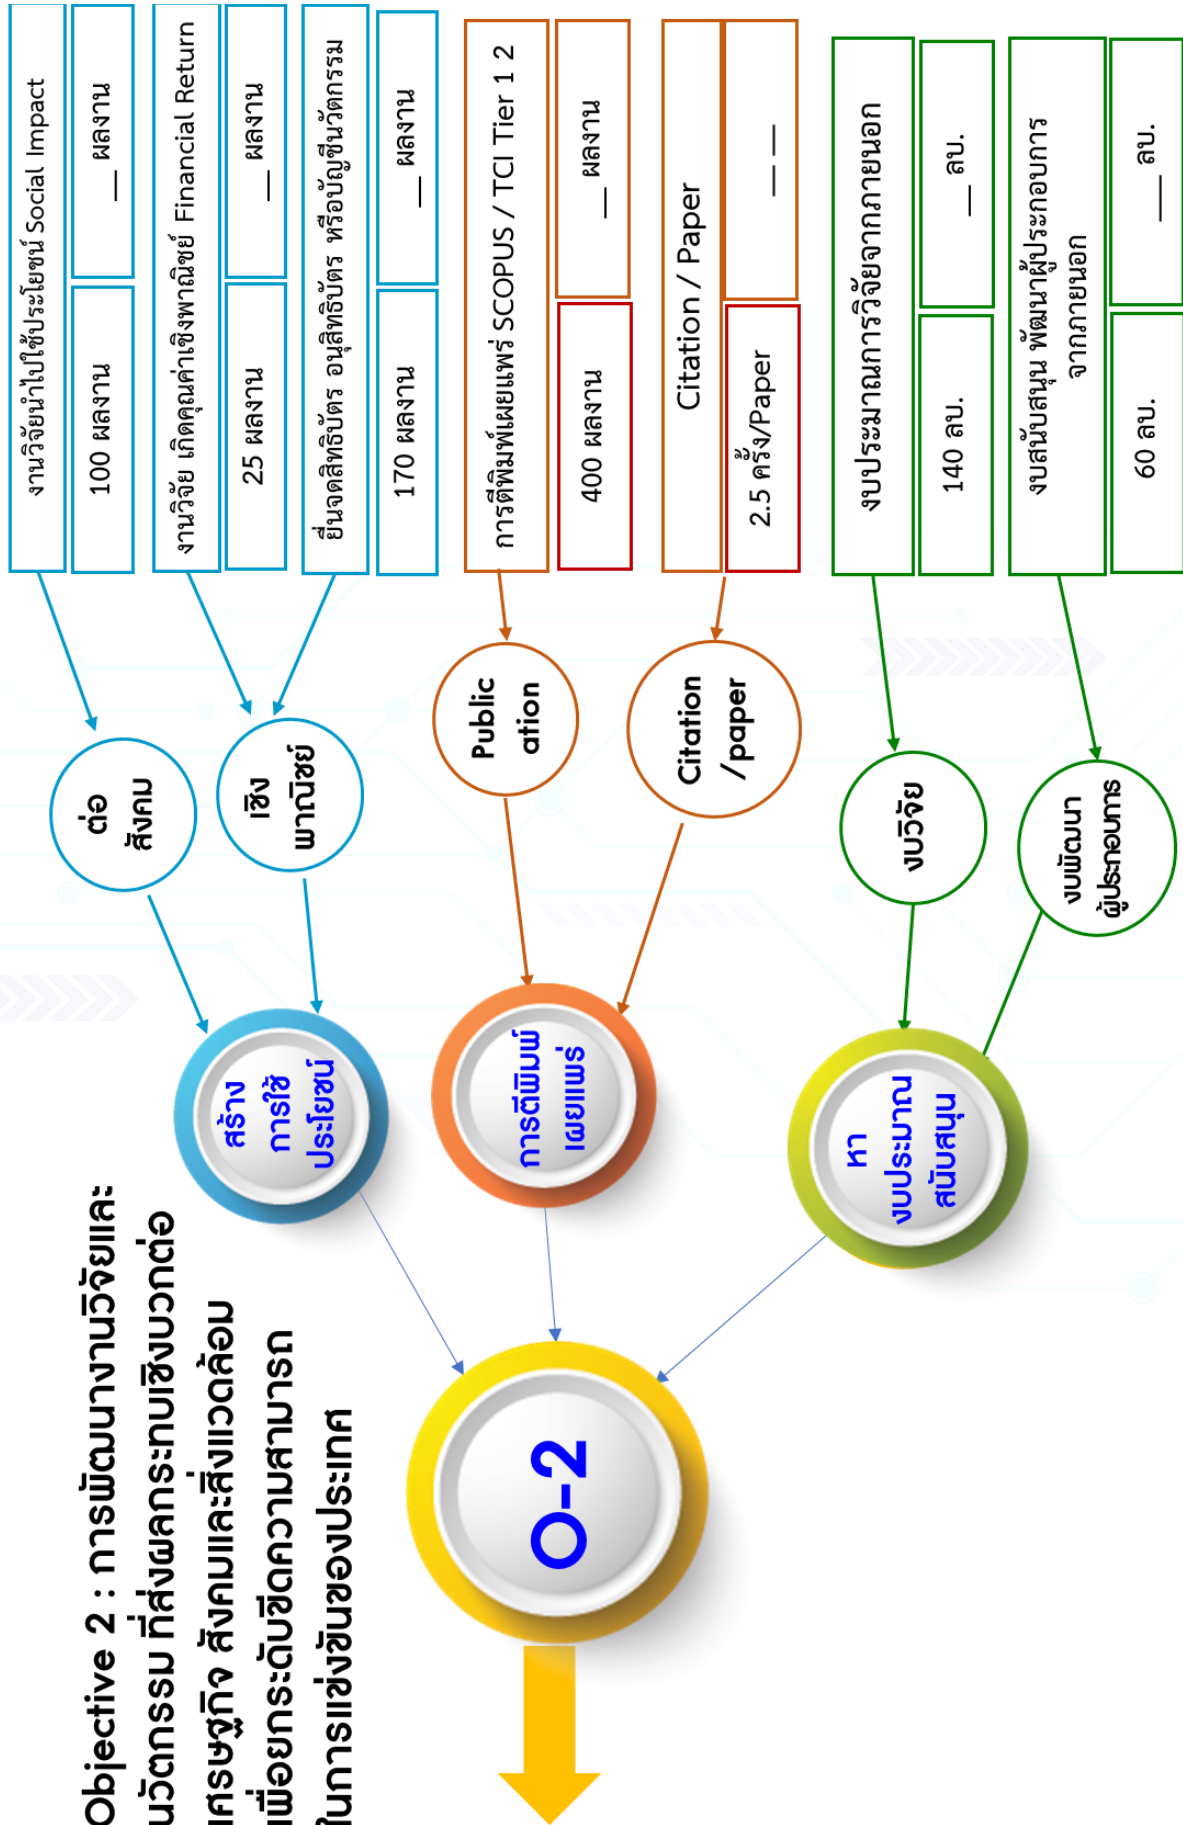 Objective 2 : การพัฒนางานวิจัยและ
นวัตกรรม ที่ส่งผลกระทบเชิงบวกต่อ
เศรษฐกิจ สังคมและสิ่งแวดล้อม
เพื่อยกระดับขีดความสามารถ
ในการแข่งขันของประเทศ
O-2
สร้าง
การใช้
ประโยชน์
ต่อ
สังคม
งานวิจัยนำไปใช้ประโยชน์ Social Impact
100 ผลงาน
__ ผลงาน
เชิง
พาณิชย์
งานวิจัย เกิดคุณค่าเชิงพาณิชย์ Financial Return
25 ผลงาน
__ ผลงาน
ยื่นจดสิทธิบัตร อนุสิทธิบัตร หรือบัญชีนวัตกรรม
170 ผลงาน
__ ผลงาน
การตีพิมพ์
เผยแพร่
Public
ation
การตีพิมพ์เผยแพร่ SCOPUS / TCI Tier 1 2
400 ผลงาน
__ ผลงาน
Citation
/paper
Citation / Paper
2.5 ครั้ง/Paper
_ _
หา
งบประมาณ
สนับสนุน
งบวิจัย
งบประมาณการวิจัยจากภายนอก
140 ลบ.
__ ลบ.
งบพัฒนา
ผู้ประกอบการ
งบสนับสนุน พัฒนาผู้ประกอบการ
จากภายนอก
60 ลบ.
__ ลบ.